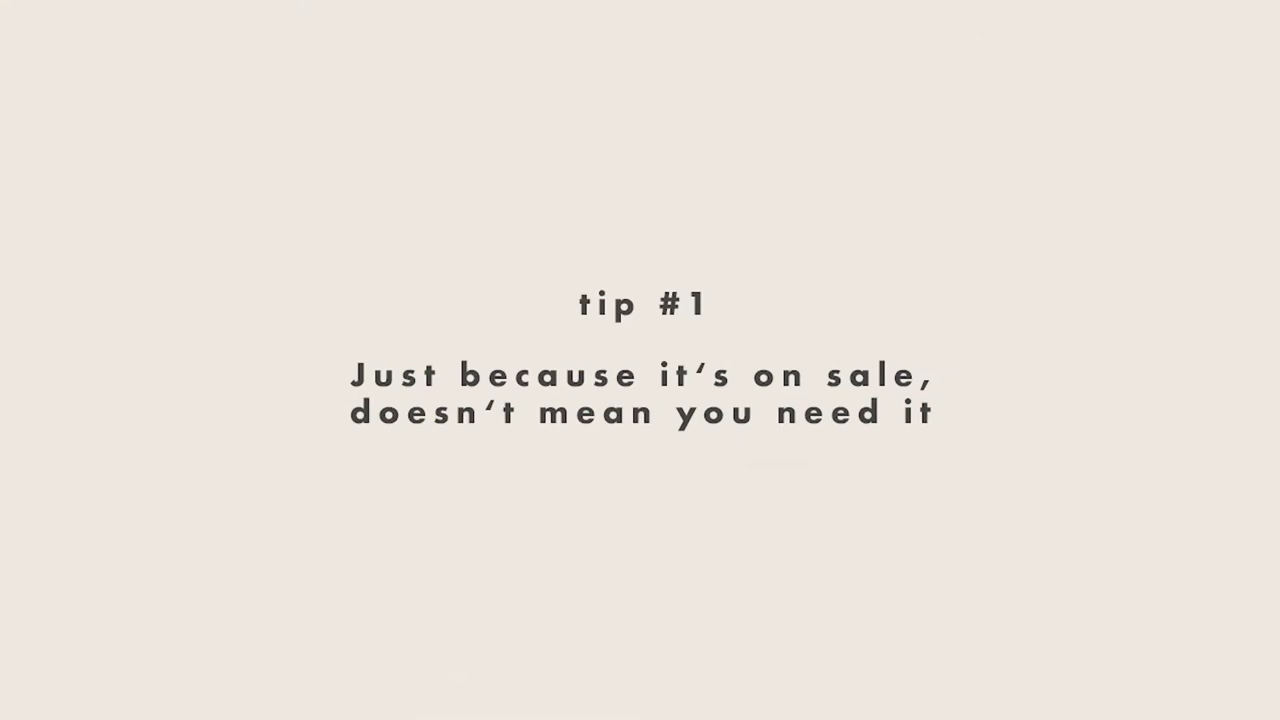 tip #1
Just because it‘s on sale,
doesn‘t mean you need it